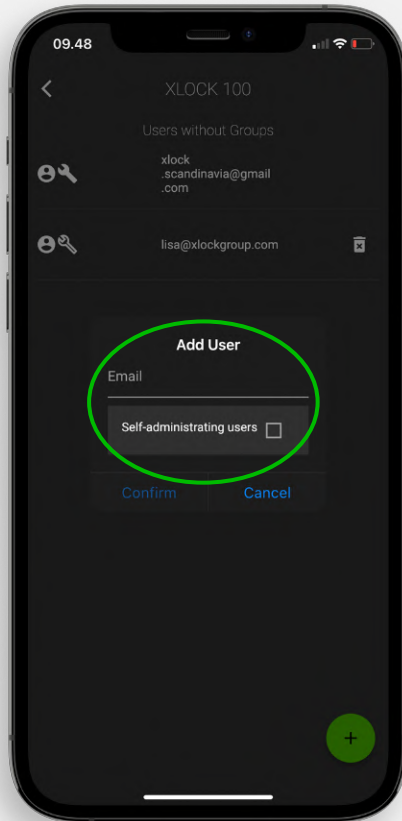 09.48
XLOCK 100
Users without Groups
xlock
.scandinavia@gmail
.com
lisa@xlockgroup.com
Add User
Email
Self-administrating users
Confirm
Cancel